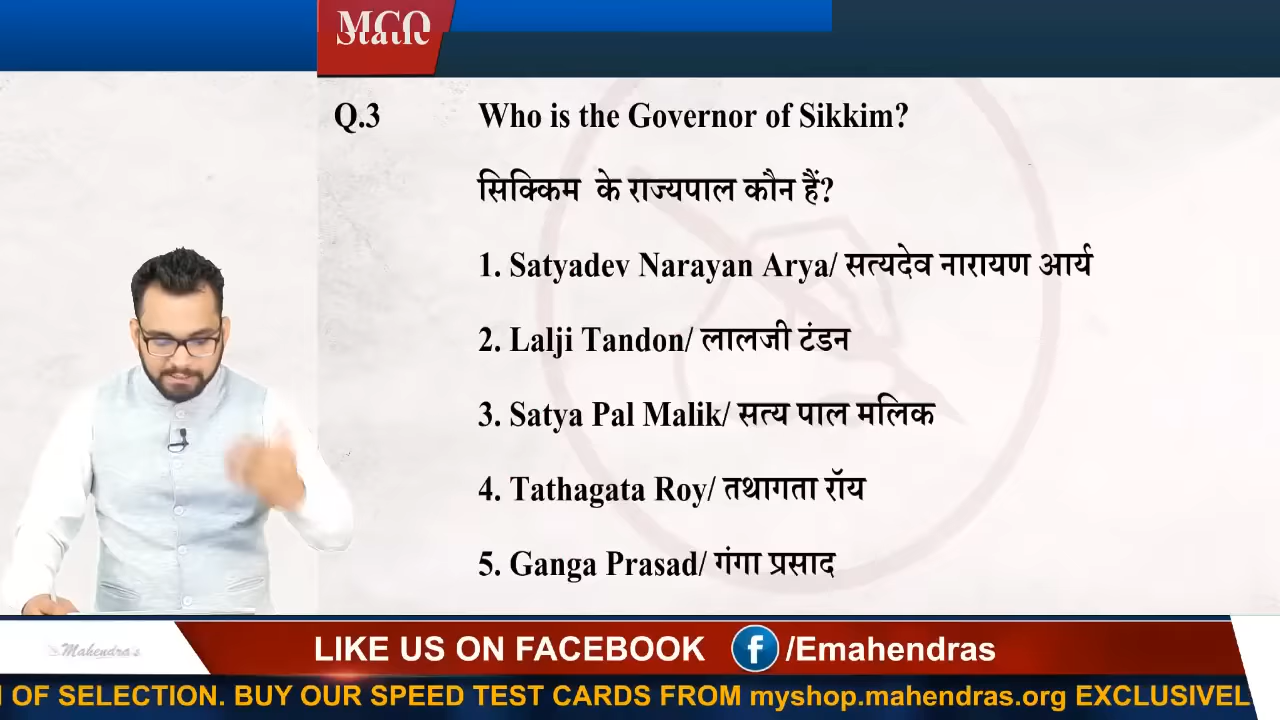 MCQ
Static
Q.3 Who is the Governor of Sikkim?
सिक्किम के राज्यपाल कौन हैं?
1. Satyadev Narayan Arya/ सत्यदेव नारायण आर्य
2. Lalji Tandon/ लालजी टंडन
3. Satya Pal Malik/ सत्य पाल मलिक
4. Tathagata Roy/ तथागता रॉय
5. Ganga Prasad/ गंगा प्रसाद
Mahendra's
LIKE US ON FACEBOOK f /Emahendras
OF SELECTION. BUY OUR SPEED TEST CARDS FROM myshop.mahendras.org EXCLUSIVEL